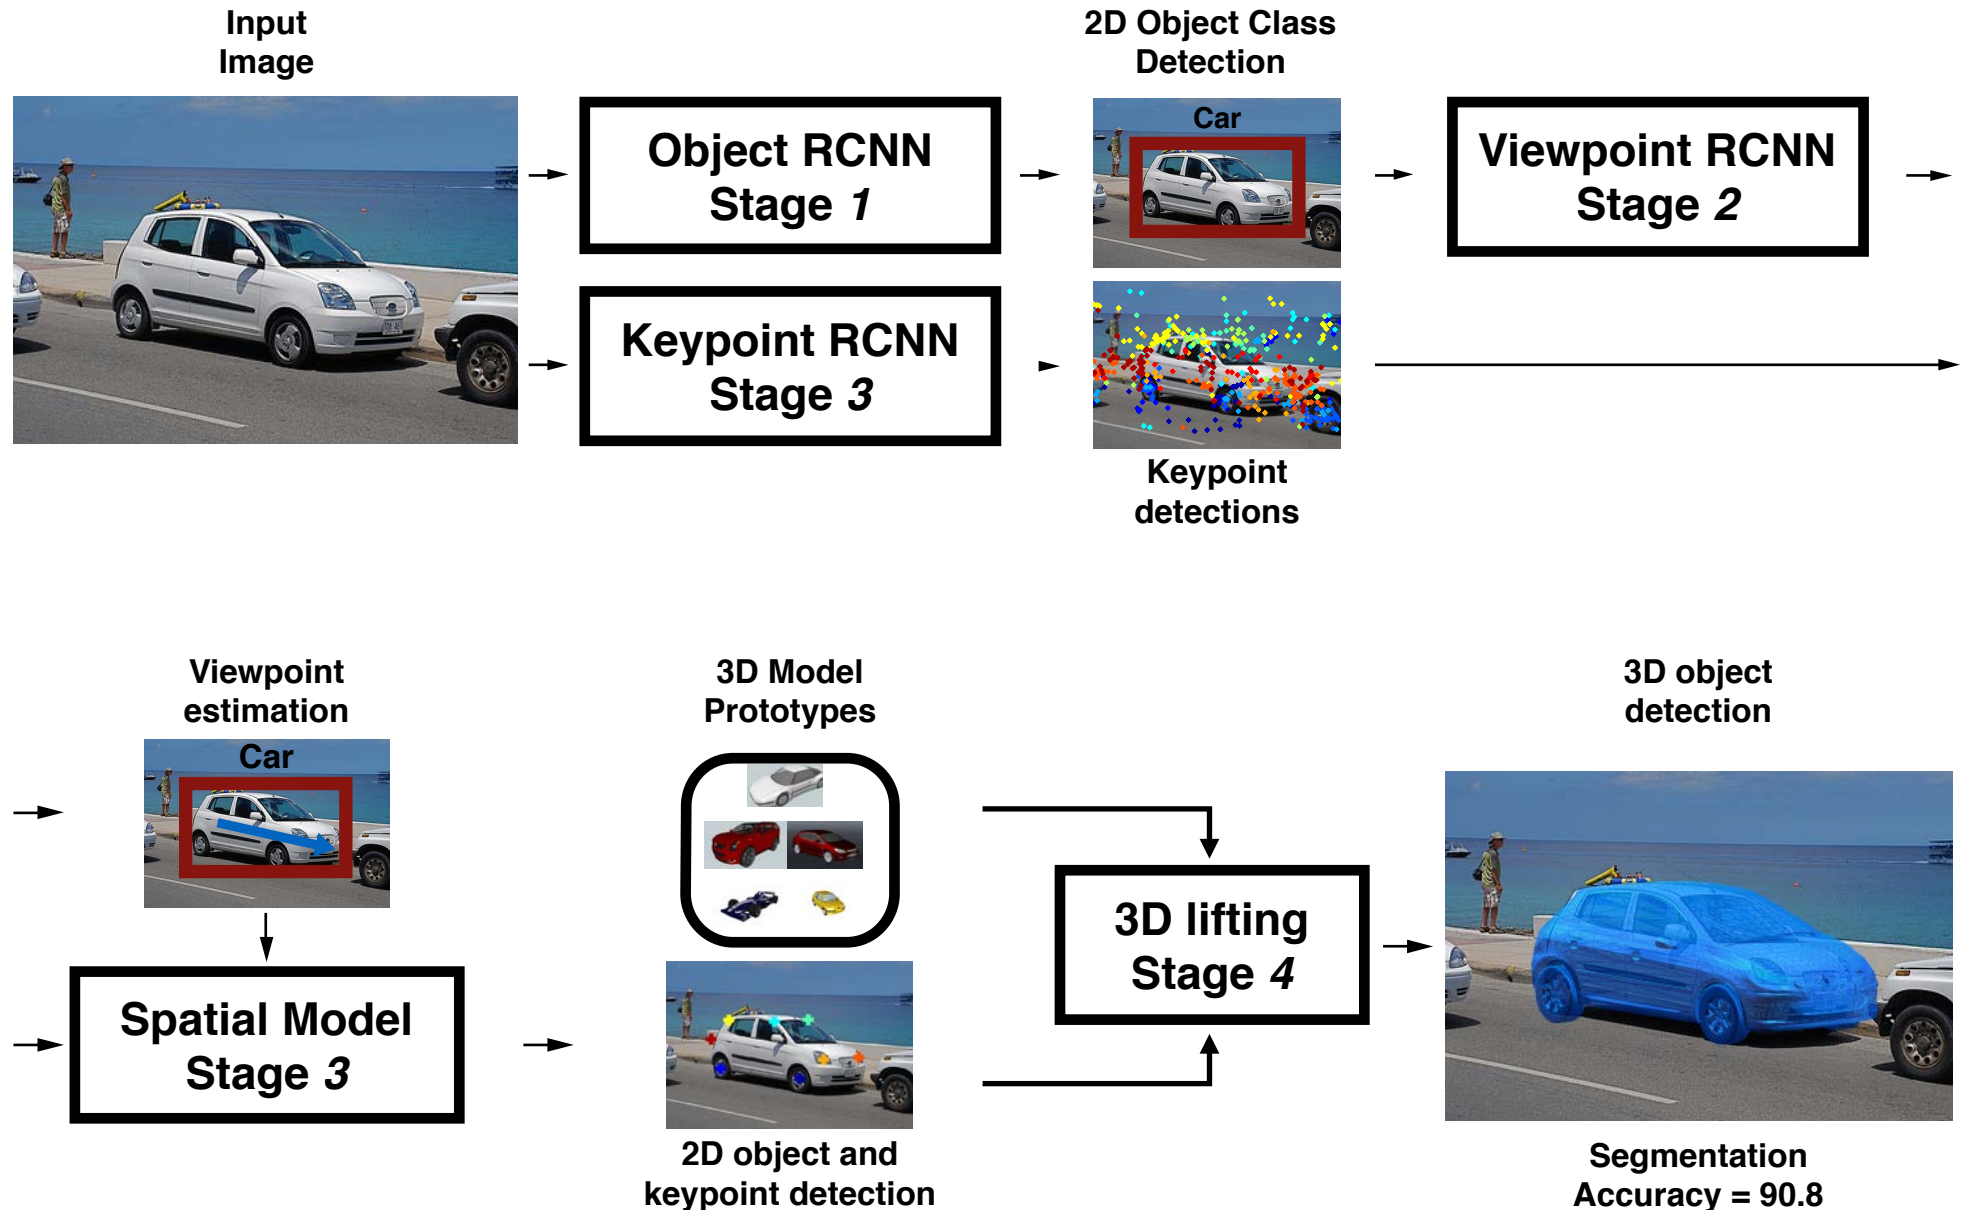 Input
Image
2D Object Class
Detection
Object RCNN
Stage 1
Car
Viewpoint RCNN
Stage 2
Keypoint RCNN
Stage 3
Keypoint
detections
Viewpoint
estimation
Car
3D Model
Prototypes
3D object
detection
Spatial Model
Stage 3
3D lifting
Stage 4
2D object and
keypoint detection
Segmentation
Accuracy = 90.8